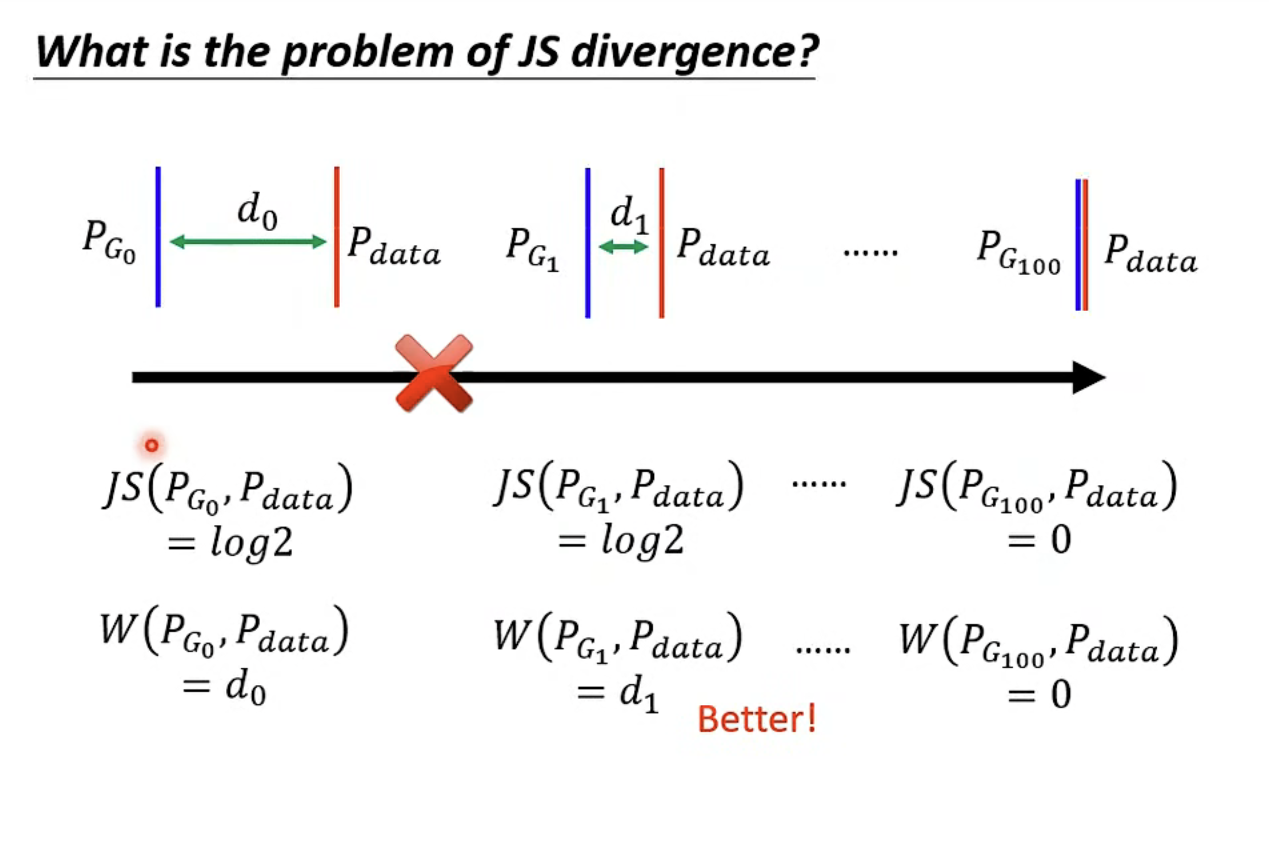 What is the problem of JS divergence?
P_{G_0} d_0 P_{data} P_{G_1} d_1 P_{data} ...... P_{G_{100}} P_{data}
JS(P_{G_0}, P_{data}) JS(P_{G_1}, P_{data}) ...... JS(P_{G_{100}}, P_{data})
= log2 = log2 = 0
W(P_{G_0}, P_{data}) W(P_{G_1}, P_{data}) ...... W(P_{G_{100}}, P_{data})
= d_0 = d_1 = 0
Better!